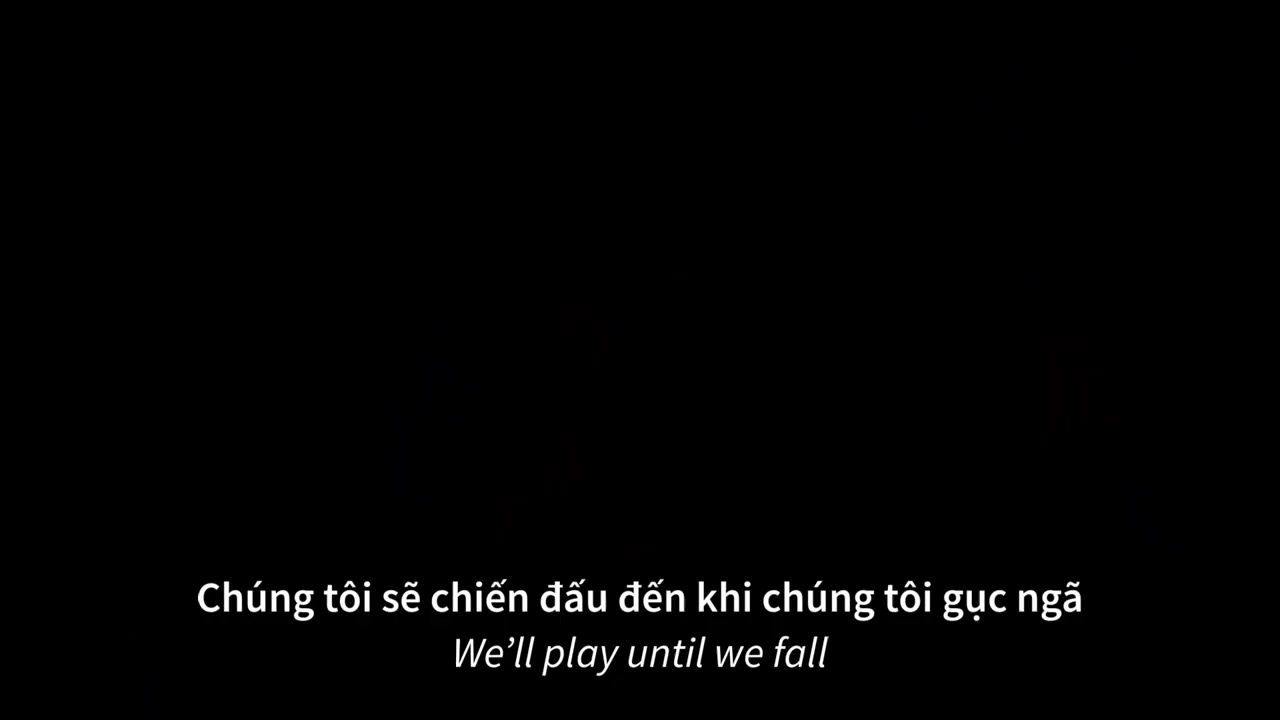 Chúng tôi sẽ chiến đấu đến khi chúng tôi gục ngã
We’ll play until we fall